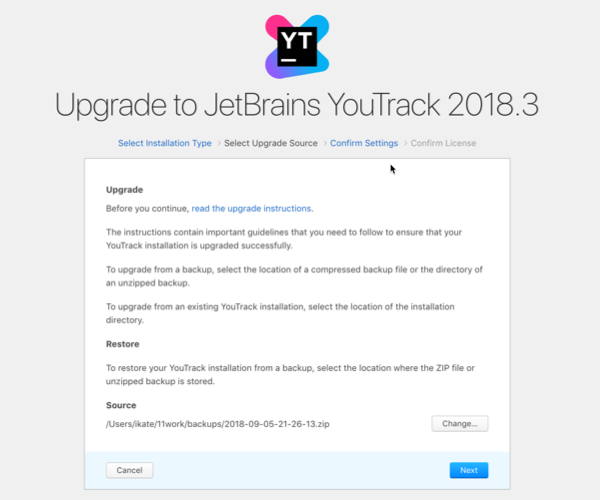 YT
Upgrade to JetBrains YouTrack 2018.3
Select Installation Type > Select Upgrade Source > Confirm Settings > Confirm License
Upgrade
Before you continue, read the upgrade instructions.
The instructions contain important guidelines that you need to follow to ensure that your
YouTrack installation is upgraded successfully.
To upgrade from a backup, select the location of a compressed backup file or the directory of
an unzipped backup.
To upgrade from an existing YouTrack installation, select the location of the installation
directory.
Restore
To restore your YouTrack installation from a backup, select the location where the ZIP file or
unzipped backup is stored.
Source
/Users/ikate/11work/backups/2018-09-05-21-26-13.zip Change...
Cancel Next